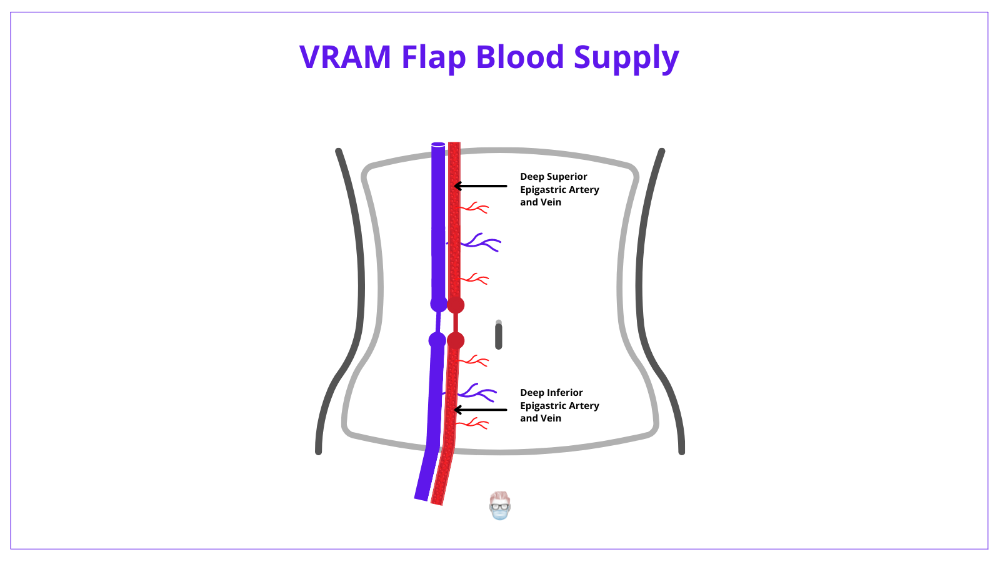 VRAM Flap Blood Supply
Deep Superior
Epigastric Artery
and Vein
Deep Inferior
Epigastric Artery
and Vein